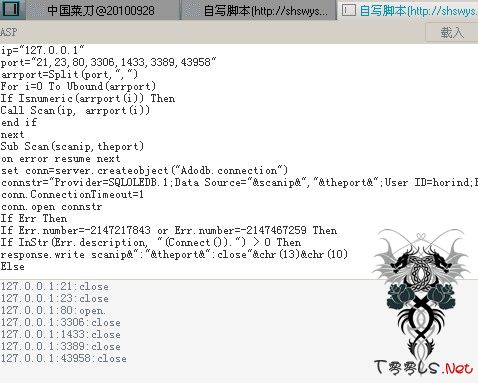 中国菜刀@20100928 自写脚本(http://shswys... 自写脚本(http://shswys...
ASP 载入
ip="127.0.0.1"
port="21,23,80,3306,1433,3389,43958"
arrport=Split(port,",")
For i=0 To Ubound(arrport)
If Isnumeric(arrport(i)) Then
Call Scan(ip, arrport(i))
end if
next
Sub Scan(scanip,theport)
on error resume next
set conn=server.createobject("Adodb.connection")
connstr="Provider=SQLOLEDB.1;Data Source="&scanip&","&theport&";User ID=horind;
conn.ConnectionTimeout=1
conn.open connstr
If Err Then
If Err.number=-2147217843 or Err.number=-2147467259 Then
If InStr(Err.description, "(Connect()).") > 0 Then
response.write scanip&":"&theport&":close"&chr(13)&chr(10)
Else
127.0.0.1:21:close
127.0.0.1:23:close
127.0.0.1:80:open.
127.0.0.1:3306:close
127.0.0.1:1433:close
127.0.0.1:3389:close
127.0.0.1:43958:close
.Net